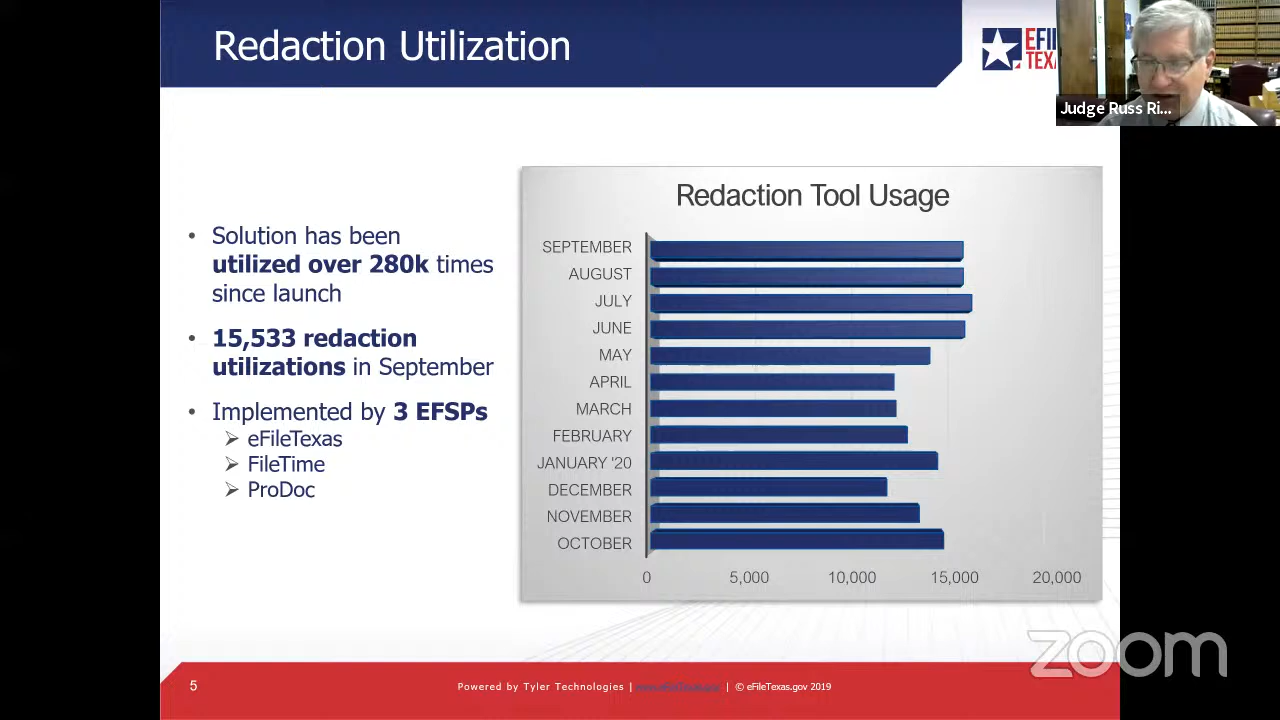 Redaction Utilization
EFI
TEXA
Judge Russ Ri...
• Solution has been
utilized over 280k times
since launch
• 15,533 redaction
utilizations in September
• Implemented by 3 EFSPs
➢ eFileTexas
➢ FileTime
➢ ProDoc
Redaction Tool Usage
SEPTEMBER
AUGUST
JULY
JUNE
MAY
APRIL
MARCH
FEBRUARY
JANUARY '20
DECEMBER
NOVEMBER
OCTOBER
0 5,000 10,000 15,000 20,000
zoom
5
Powered by Tyler Technologies | | © eFileTexas.gov 2019